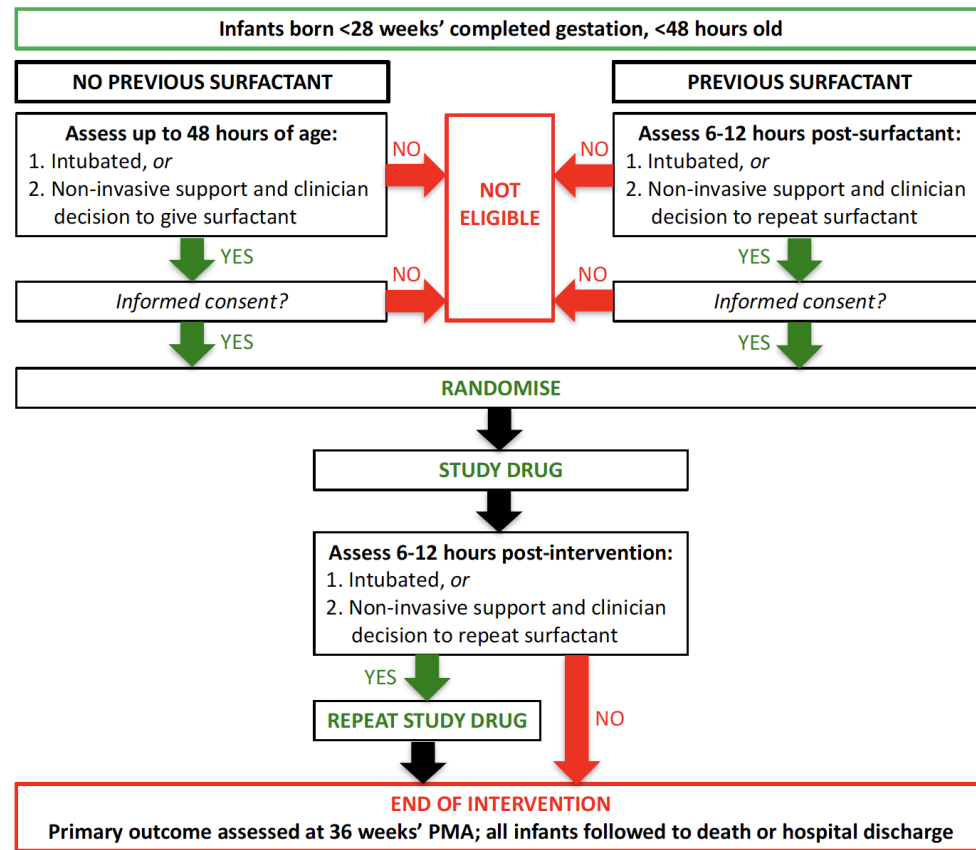 Infants born <28 weeks’ completed gestation, <48 hours old
NO PREVIOUS SURFACTANT
PREVIOUS SURFACTANT
Assess up to 48 hours of age:
1. Intubated, or
2. Non-invasive support and clinician
decision to give surfactant
NO
NOT
ELIGIBLE
NO
Assess 6-12 hours post-surfactant:
1. Intubated, or
2. Non-invasive support and clinician
decision to repeat surfactant
YES
YES
Informed consent?
NO
NO
Informed consent?
YES
YES
RANDOMISE
STUDY DRUG
Assess 6-12 hours post-intervention:
1. Intubated, or
2. Non-invasive support and clinician
decision to repeat surfactant
YES
NO
REPEAT STUDY DRUG
END OF INTERVENTION
Primary outcome assessed at 36 weeks’ PMA; all infants followed to death or hospital discharge